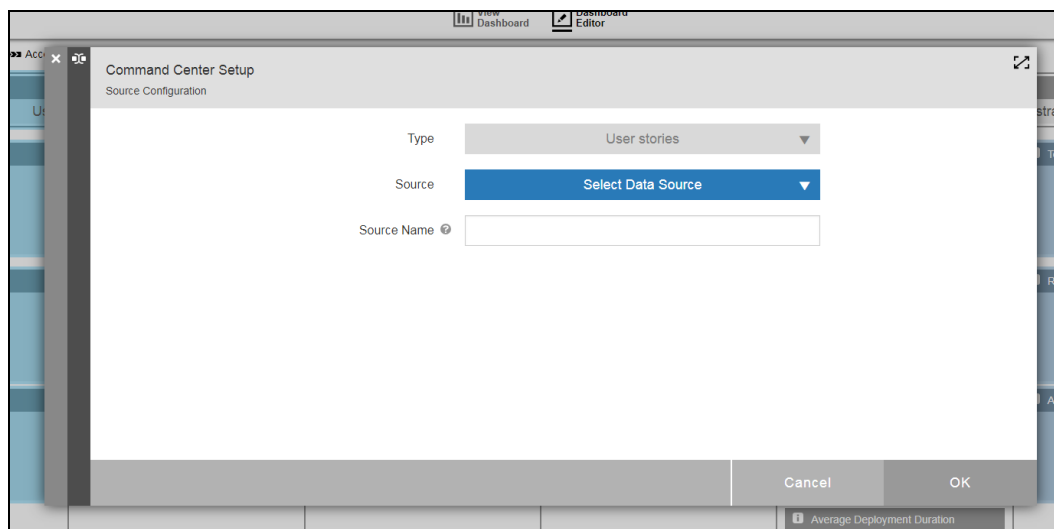 View
Dashboard
Dashboard
Editor
Acc
Command Center Setup
Source Configuration
Type
User stories
Source
Select Data Source
Source Name
Cancel
OK
Average Deployment Duration